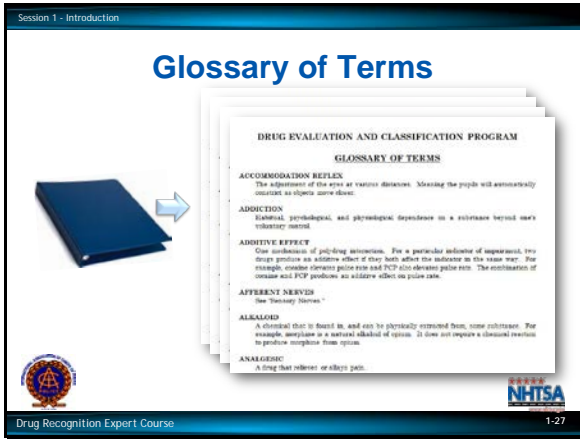 Session 1 - Introduction
Glossary of Terms
DRUG EVALUATION AND CLASSIFICATION PROGRAM
GLOSSARY OF TERMS
ACCOMMODATION REFLEX
The adjustment of the eyes at various distances. Meaning the pupils will automatically
constrict as objects move closer.
ADDICTION
Habitual, psychological, and physiological dependence on a substance beyond one's
voluntary control.
ADDITIVE EFFECT
One mechanism of polydrug interaction. For a particular indicator of impairment, two
drugs produce an additive effect if they both affect the indicator in the same way. For
example, cocaine elevates pulse rate and PCP also elevates pulse rate. The combination of
cocaine and PCP produces an additive effect on pulse rate.
AFFERENT NERVES
See "Sensory Nerves."
ALKALOID
A chemical that is found in, and can be physically extracted from, some substance. For
example, morphine is a natural alkaloid of opium. It does not require a chemical reaction
to produce morphine from opium.
ANALGESIC
A drug that relieves or allays pain.
NHTSA
Drug Recognition Expert Course
1-27